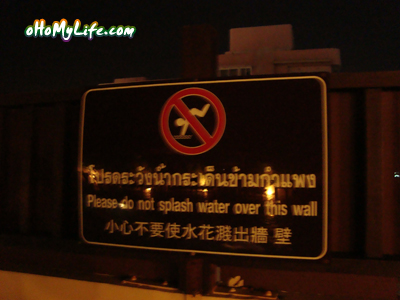 oHoMyLife.com
โปรดระวังน้ำกระเด็นข้ามกำแพง
Please do not splash water over this wall
小心不要使水花濺出牆 壁